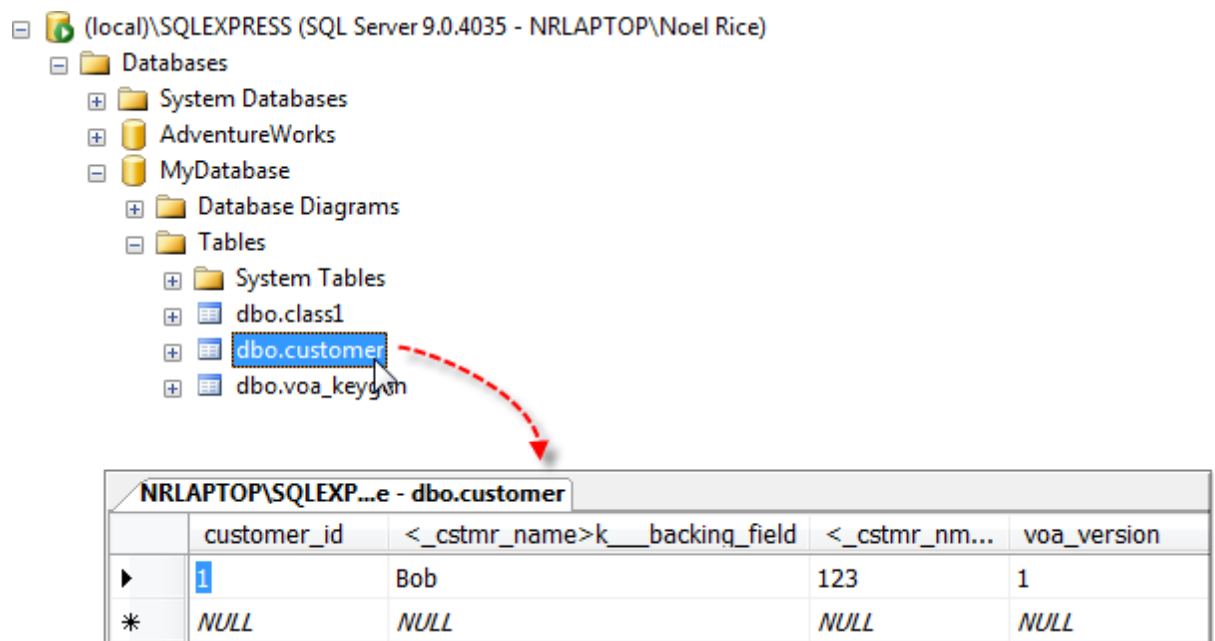 (local)\SQLEXPRESS (SQL Server 9.0.4035 - NRLAPTOP\Noel Rice)
Databases
System Databases
AdventureWorks
MyDatabase
Database Diagrams
Tables
System Tables
dbo.class1
dbo.customer
dbo.voa_keygen
NRLAPTOP\SQLEXP...e - dbo.customer
customer_id <_cstmr_name>k___backing_field <_cstmr_nm... voa_version
1 Bob 123 1
NULL NULL NULL NULL